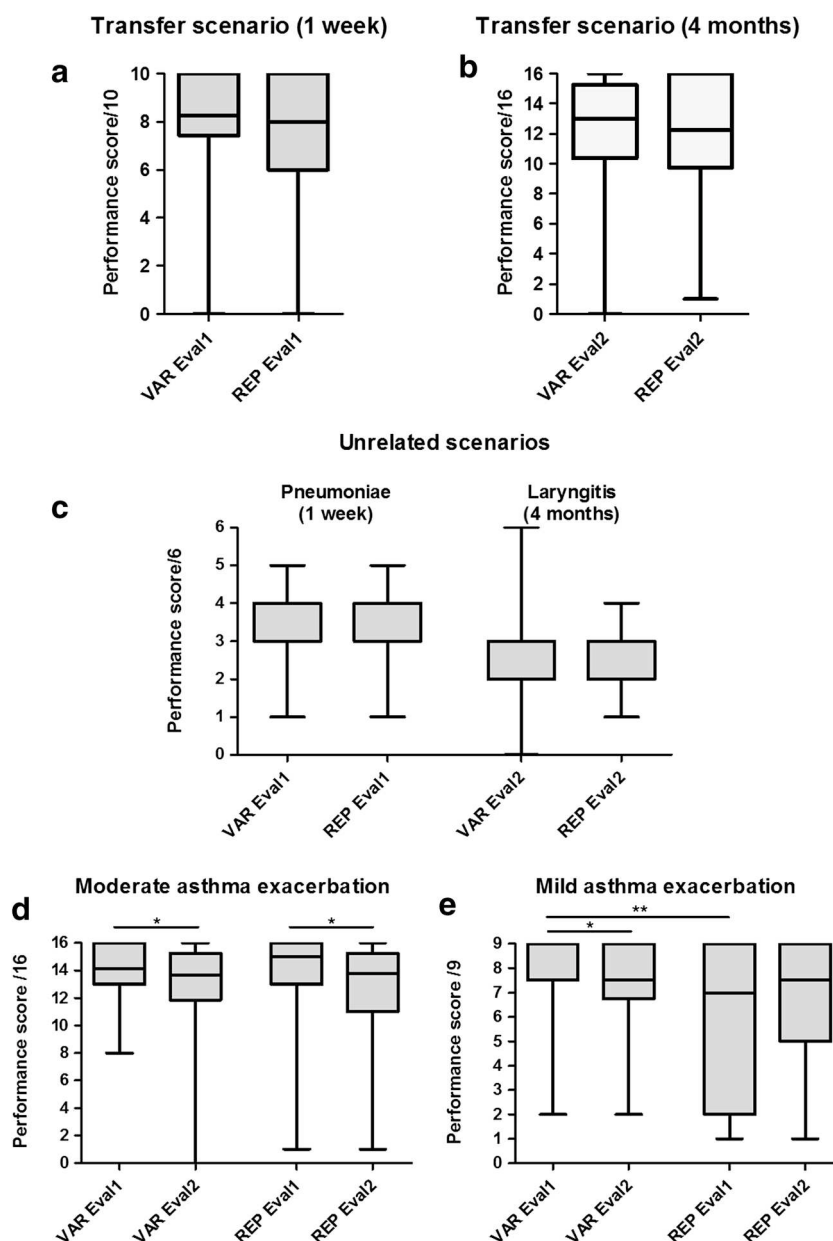 Transfer scenario (1 week)
Transfer scenario (4 months)
a
Performance score/10
10
8
6
4
2
0
VAR Eval1
REP Eval1
b
Performance score/16
16
14
12
10
8
6
4
2
0
VAR Eval2
REP Eval2
Unrelated scenarios
c
Pneumoniae
(1 week)
Laryngitis
(4 months)
Performance score/6
6
5
4
3
2
1
0
VAR Eval1
REP Eval1
VAR Eval2
REP Eval2
Moderate asthma exacerbation
d
*
*
Performance score /16
16
14
12
10
8
6
4
2
0
VAR Eval1
VAR Eval2
REP Eval1
REP Eval2
Mild asthma exacerbation
e
**
*
Performance score /9
9
8
7
6
5
4
3
2
1
0
VAR Eval1
VAR Eval2
REP Eval1
REP Eval2